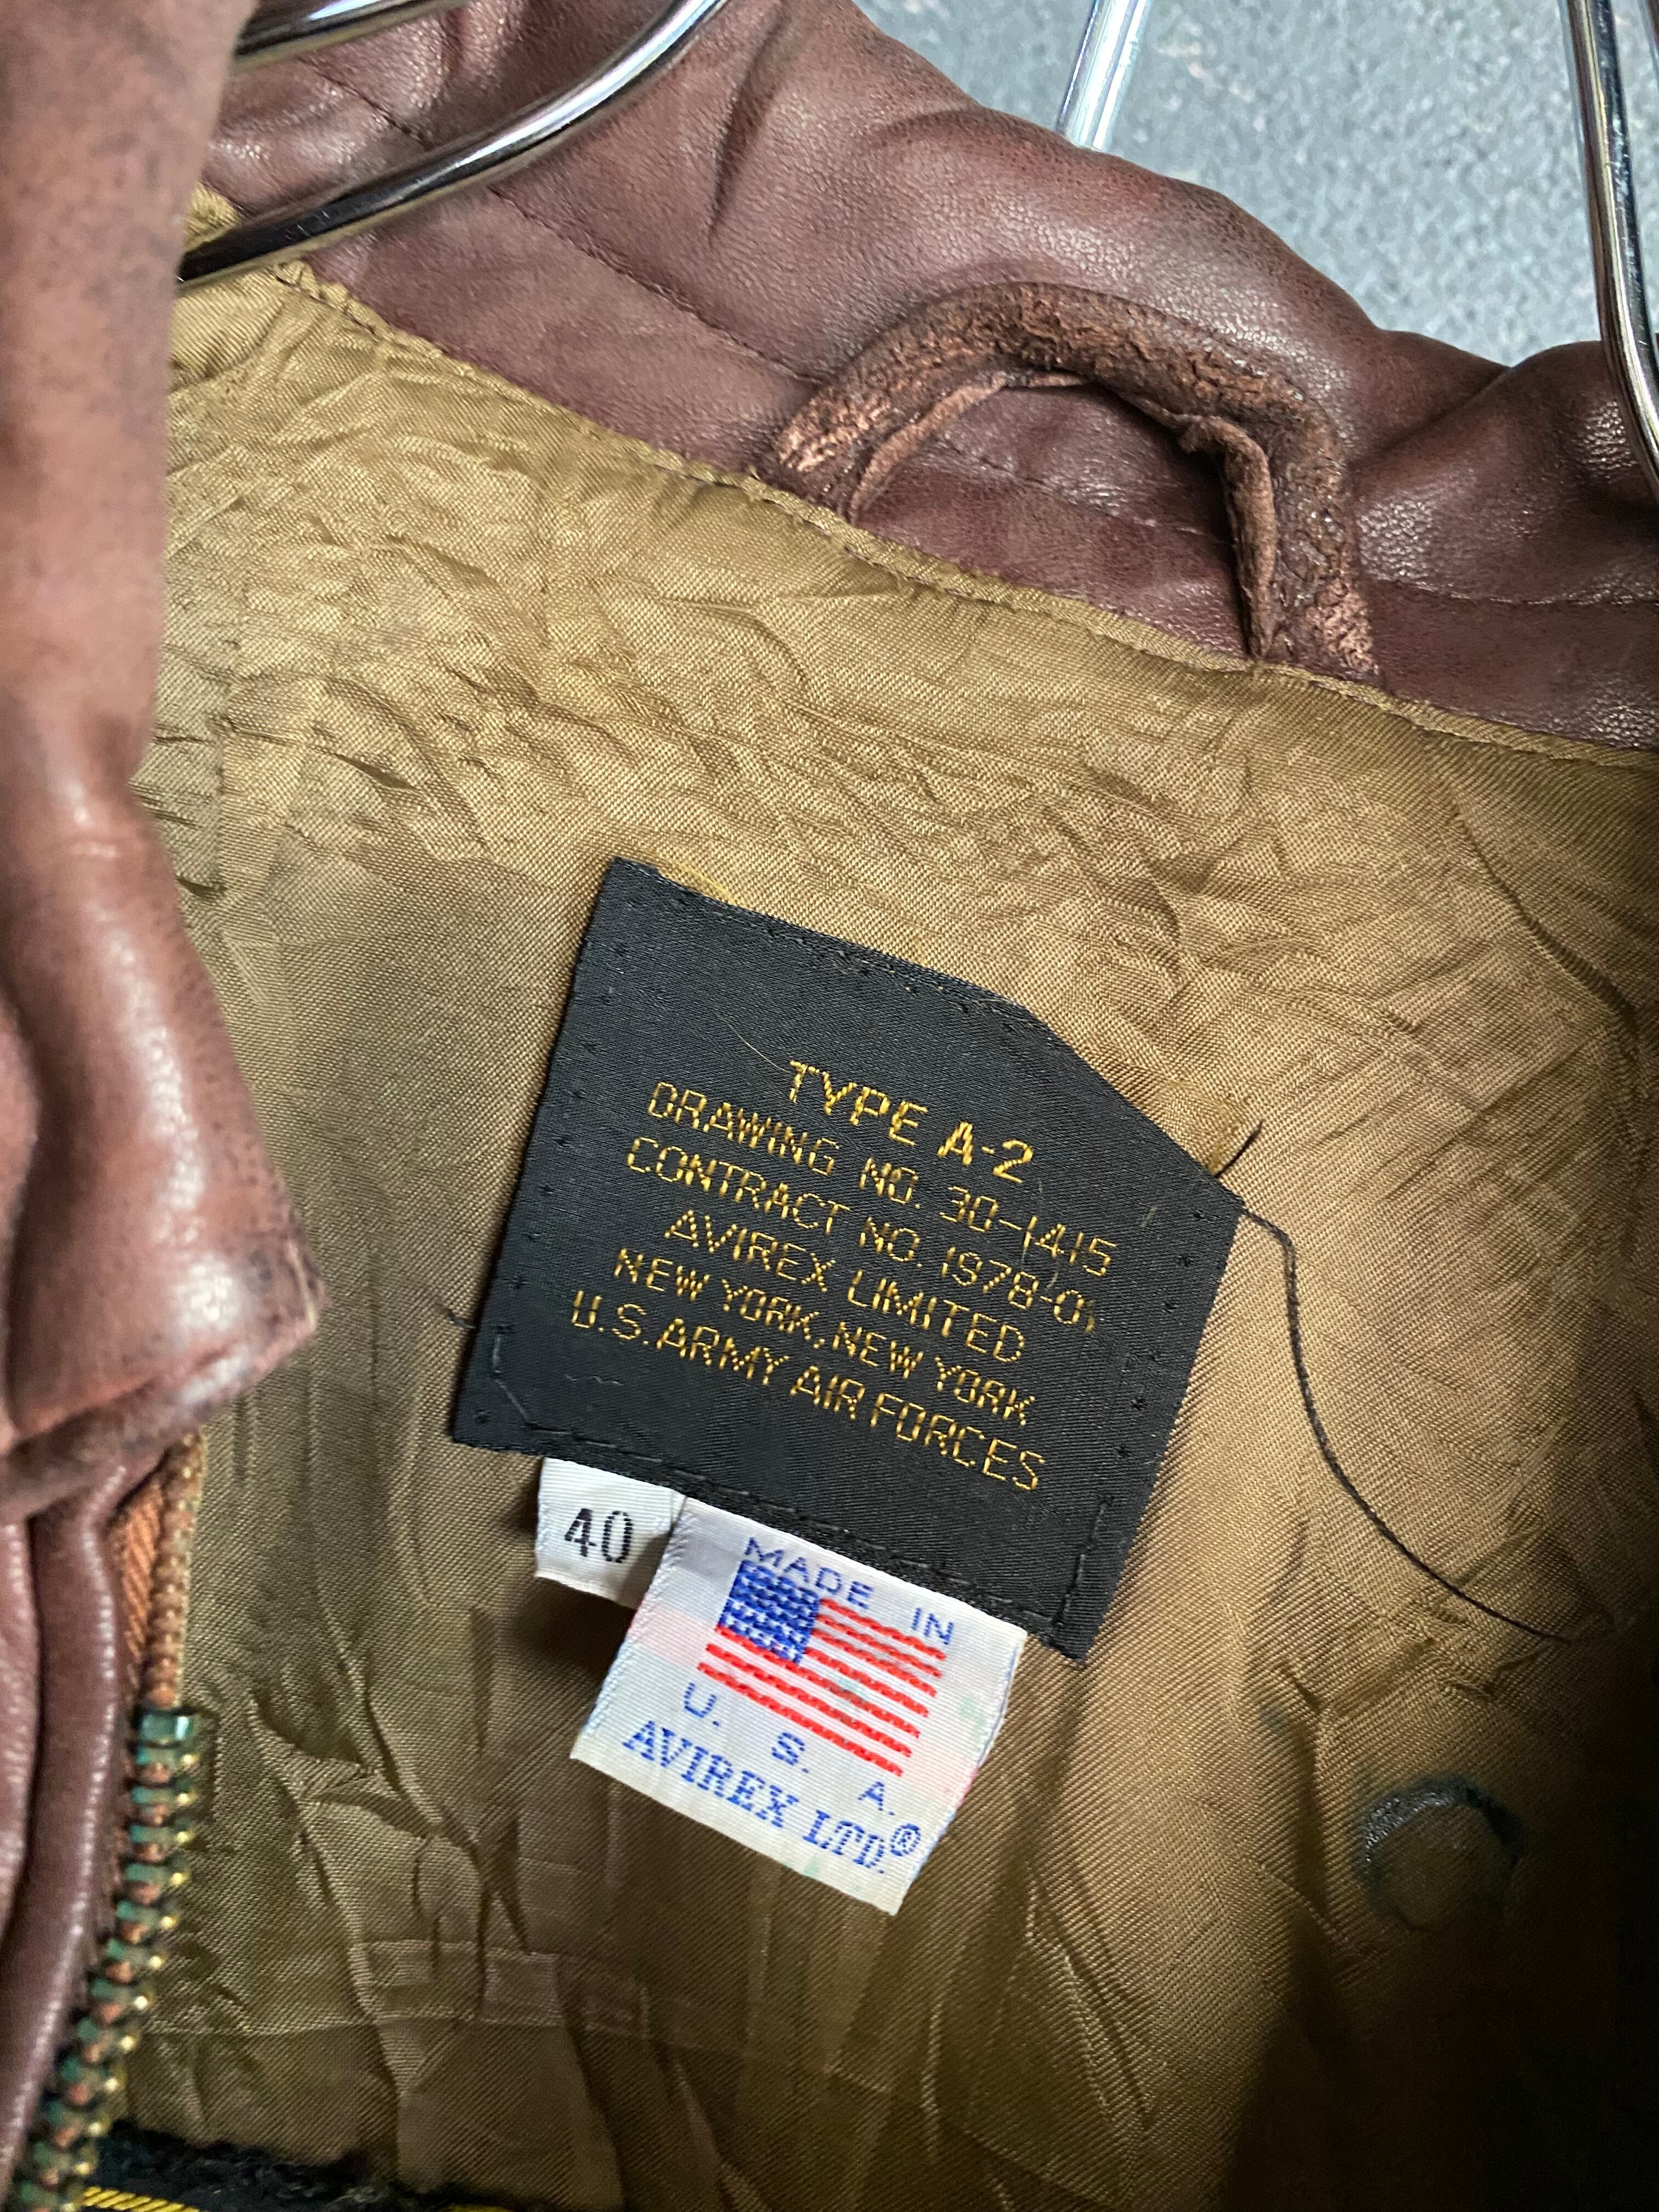 TYPE A-2
DRAWING NO. 30-1415
CONTRACT NO. 1978-01
AVIREX LIMITED
NEW YORK, NEW YORK
U.S. ARMY AIR FORCES
40
MADE IN
U. S. A.
AVIREX LTD.®